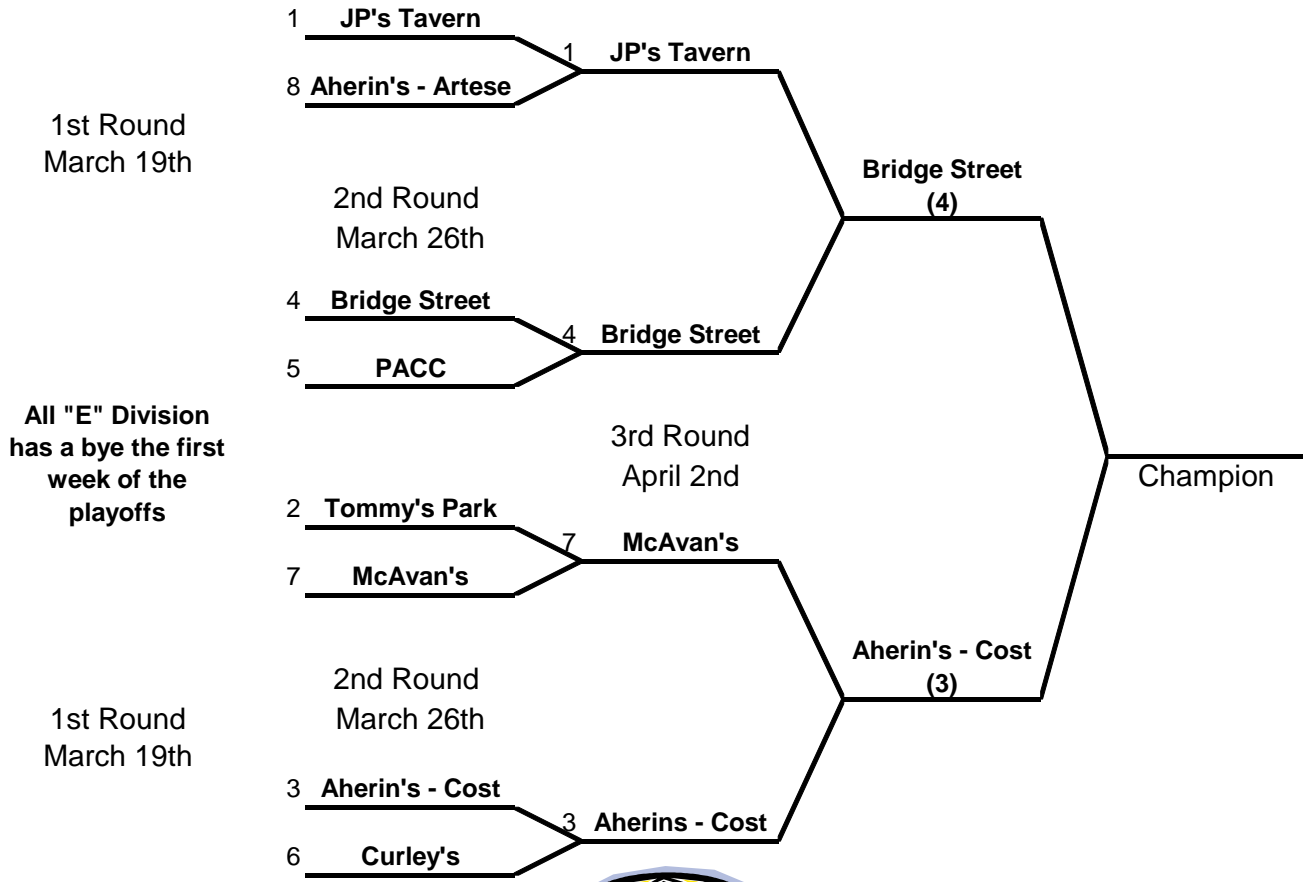 1 JP's Tavern
1 JP's Tavern
8 Aherin's - Artese
1st Round
March 19th
Bridge Street
(4)
2nd Round
March 26th
4 Bridge Street
4 Bridge Street
5 PACC
All "E" Division
has a bye the first
week of the
playoffs
3rd Round
April 2nd
Champion
2 Tommy's Park
7 McAvan's
7 McAvan's
Aherin's - Cost
(3)
2nd Round
March 26th
1st Round
March 19th
3 Aherin's - Cost
3 Aherins - Cost
6 Curley's